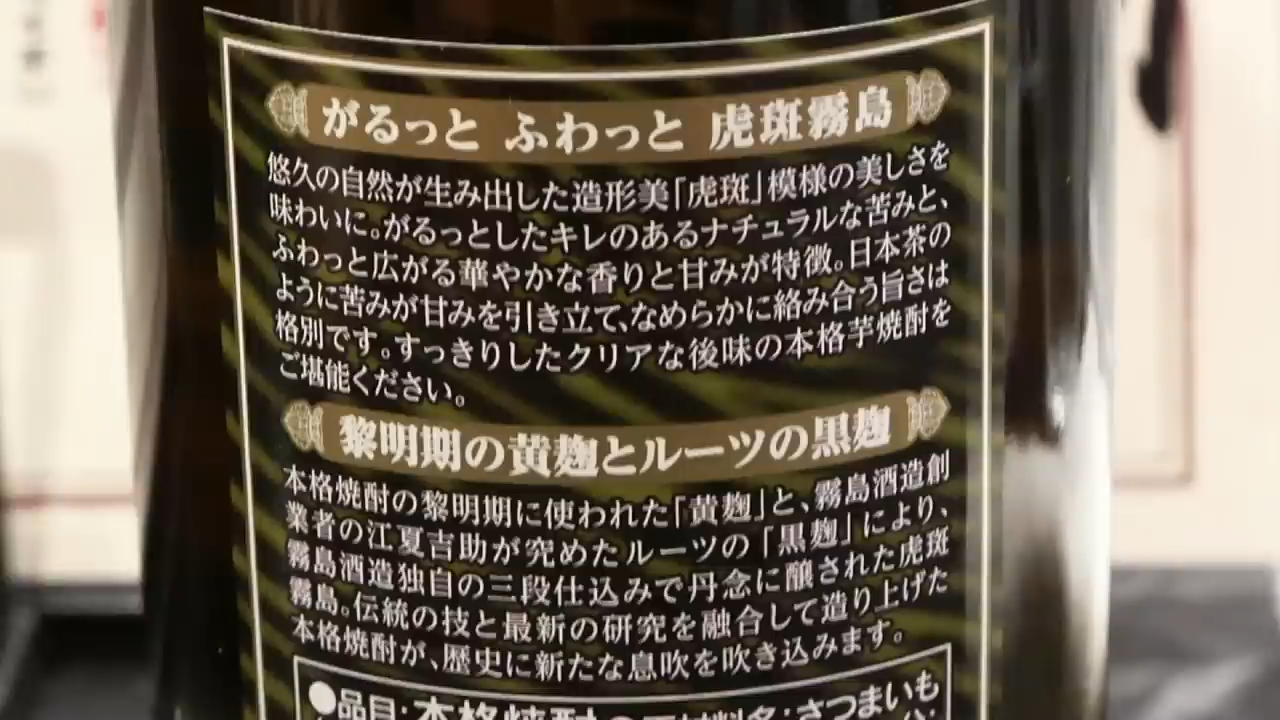 がるっと ふわっと 虎斑霧島
悠久の自然が生み出した造形美「虎斑」模様の美しさを
味わいに。がるっとしたキレのあるナチュラルな苦みと、
ふわっと広がる華やかな香りと甘みが特徴。日本茶の
ように苦みが甘みを引き立て、なめらかに絡み合う旨さは
格別です。すっきりしたクリアな後味の本格芋焼酎を
ご堪能ください。
黎明期の黄麹とルーツの黒麹
本格焼酎の黎明期に使われた「黄麹」と、霧島酒造創
業者の江夏吉助が究めたルーツの「黒麹」により、
霧島酒造独自の三段仕込みで丹念に醸された虎斑
霧島。伝統の技と最新の研究を融合して造り上げた
本格焼酎が、歴史に新たな息吹を吹き込みます。
●品目:本格焼酎 さつまいも